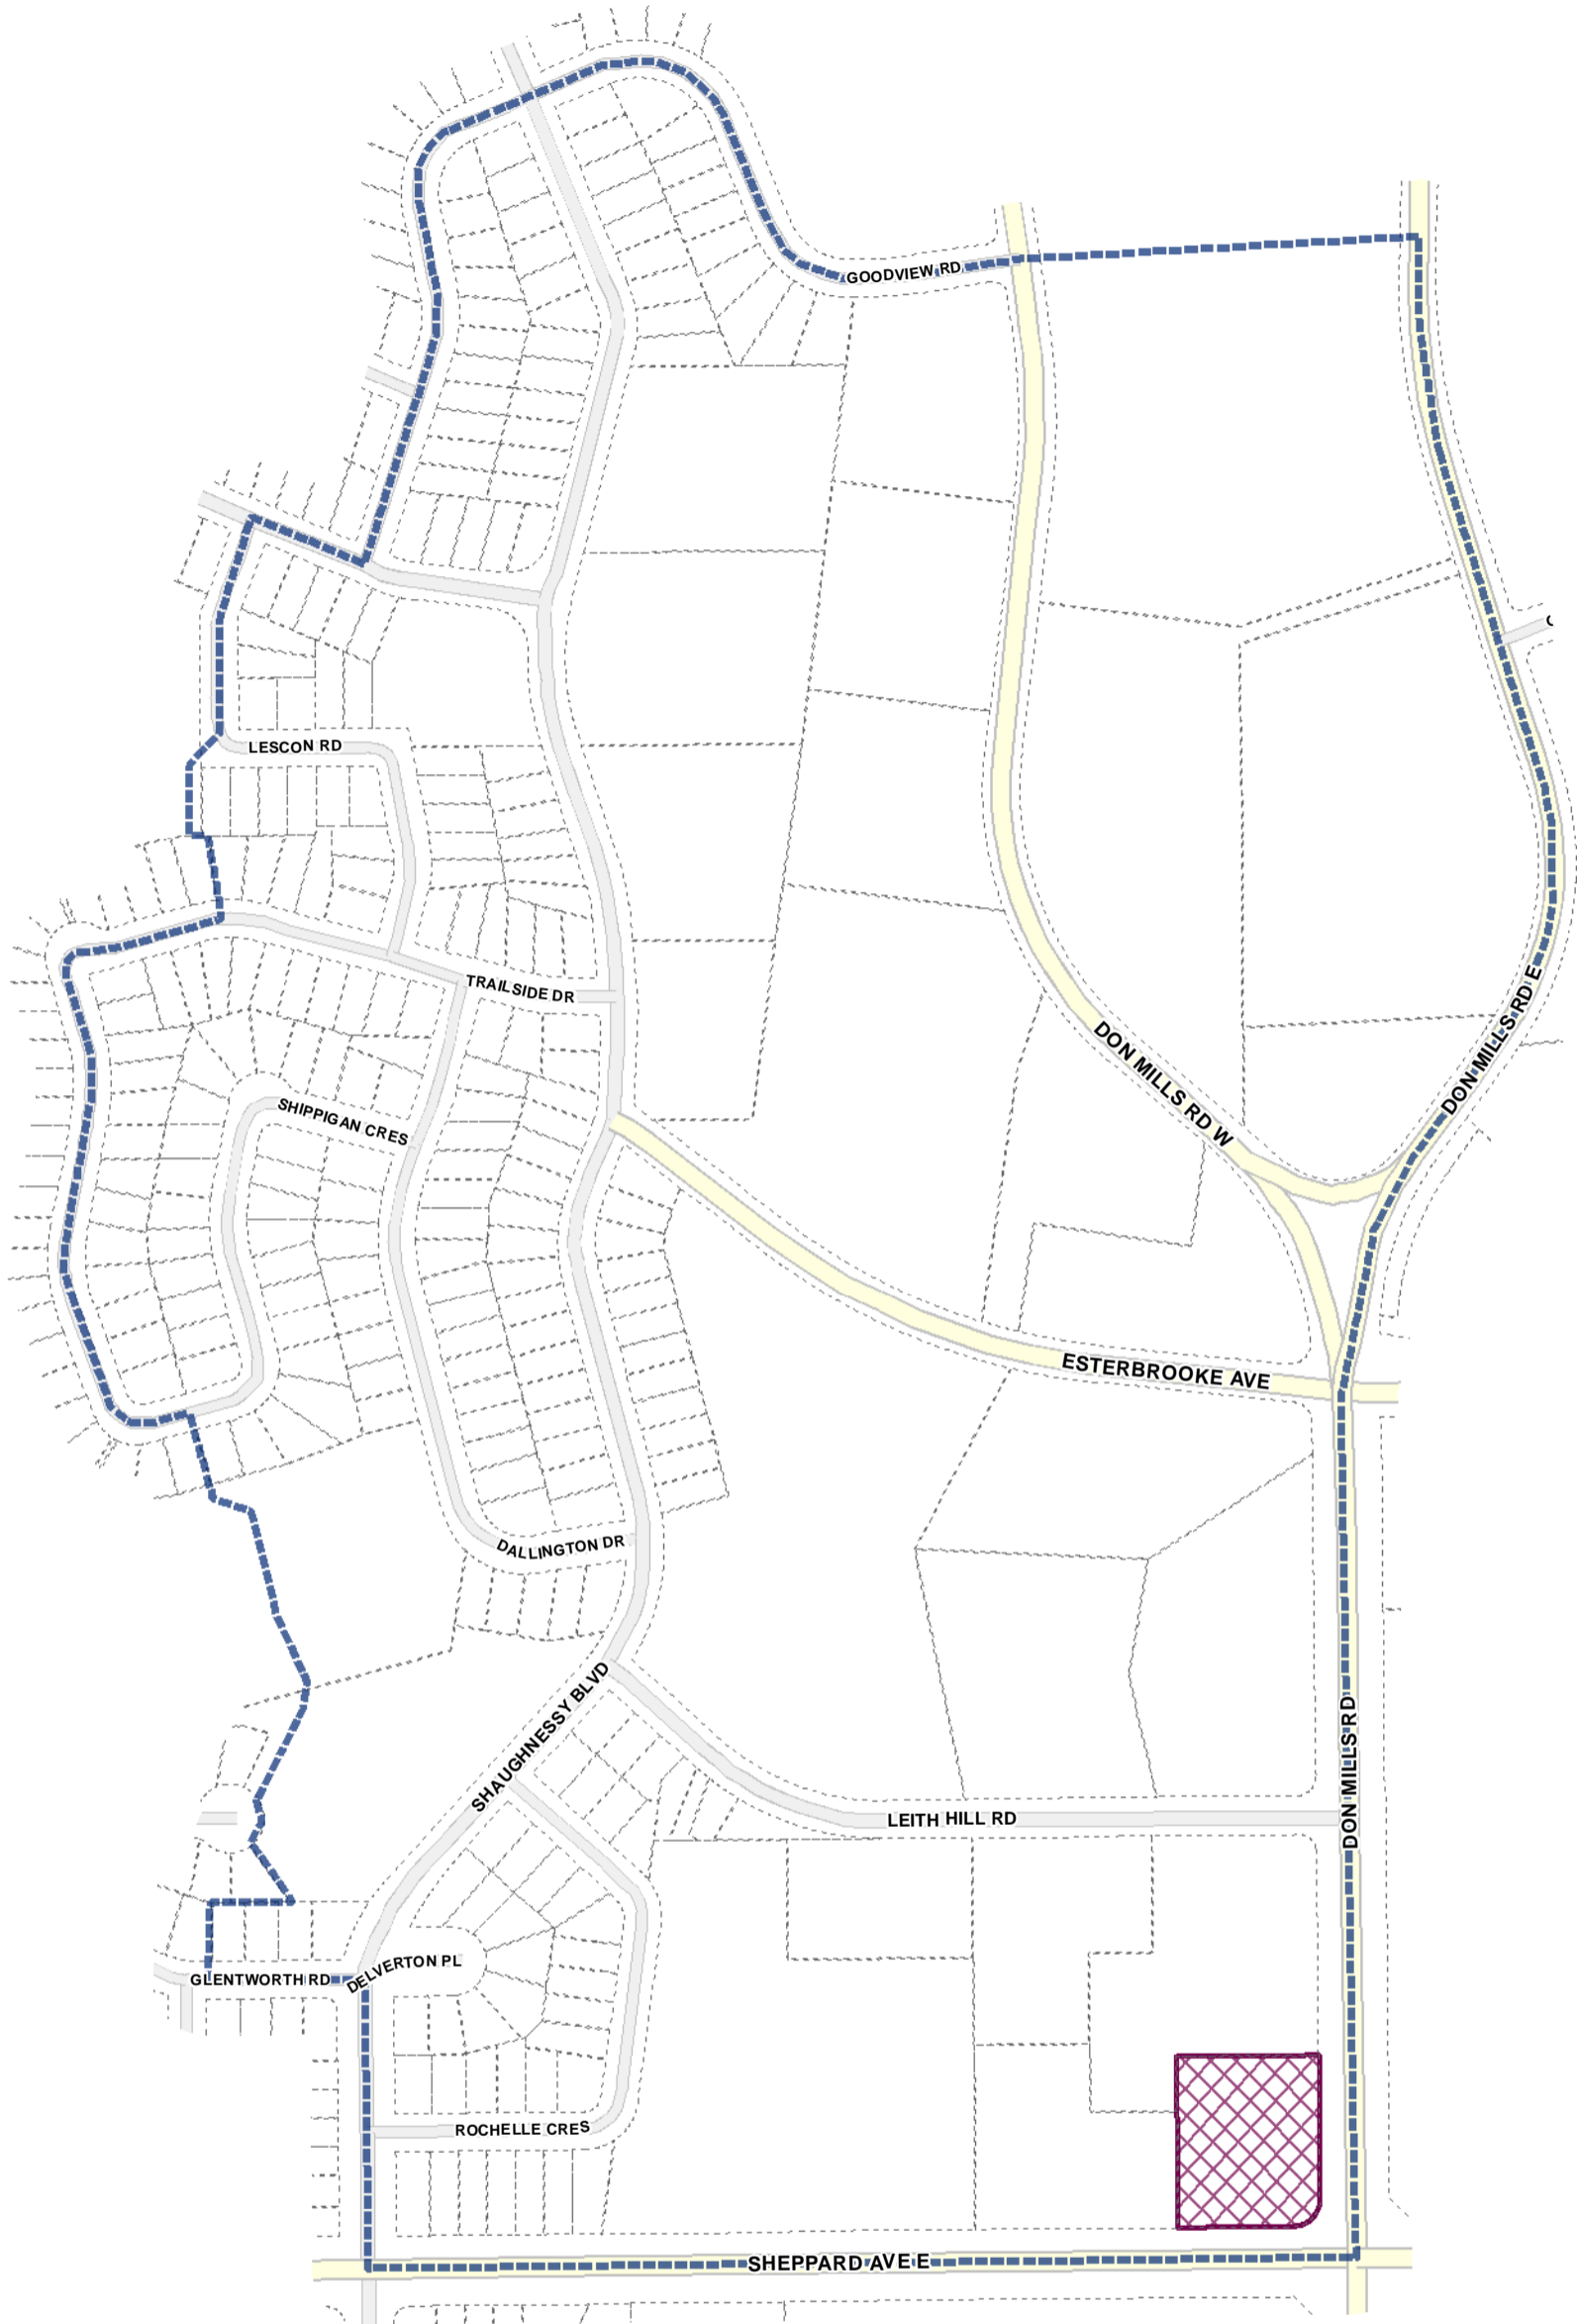 GOODVIEW RD
LESCON RD
TRAILSIDE DR
DON MILLS RD E
DON MILLS RD W
SHIPPIGAN CRES
ESTERBROOKE AVE
DALLINGTON DR
SHAUGHNESSY BLVD
DON MILLS RD
LEITH HILL RD
DELVERTON PL
GLENTWORTH RD
ROCHELLE CRES
SHEPPARD AVE E